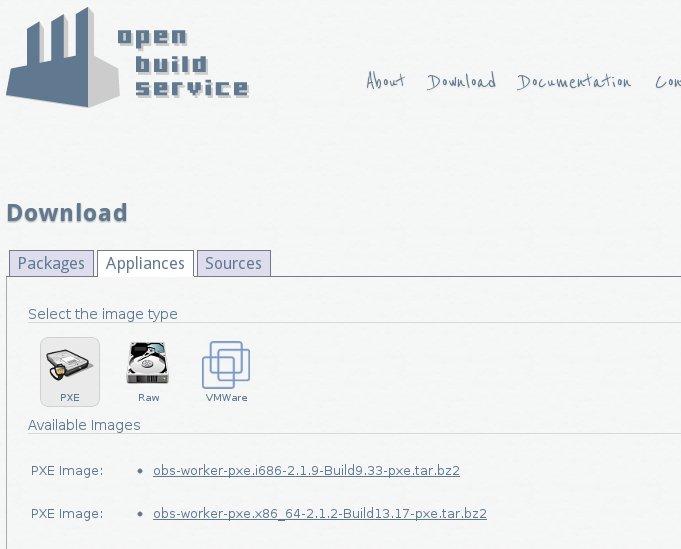 open
build
service
About Download Documentation
Download
Packages Appliances Sources
Select the image type
PXE Raw VMWare
Available Images
PXE Image: • obs-worker-pxe.i686-2.1.9-Build9.33-pxe.tar.bz2
PXE Image: • obs-worker-pxe.x86_64-2.1.2-Build13.17-pxe.tar.bz2